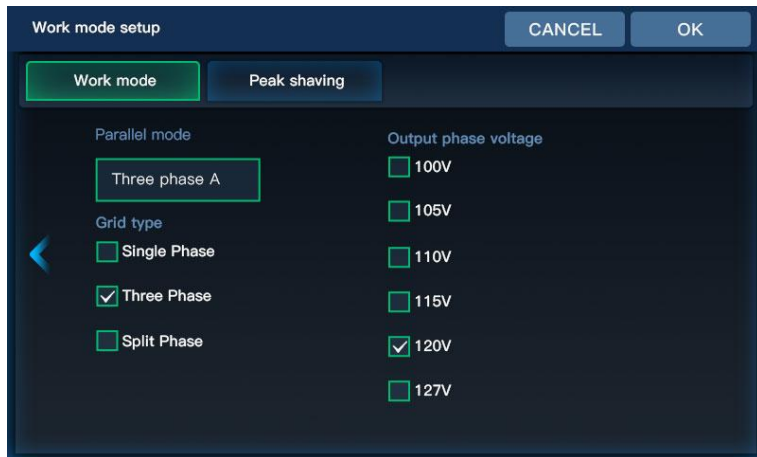 Work mode setup
CANCEL
OK
Work mode
Peak shaving
Parallel mode
Three phase A
Grid type
Single Phase
Three Phase
Split Phase
Output phase voltage
100V
105V
110V
115V
120V
127V